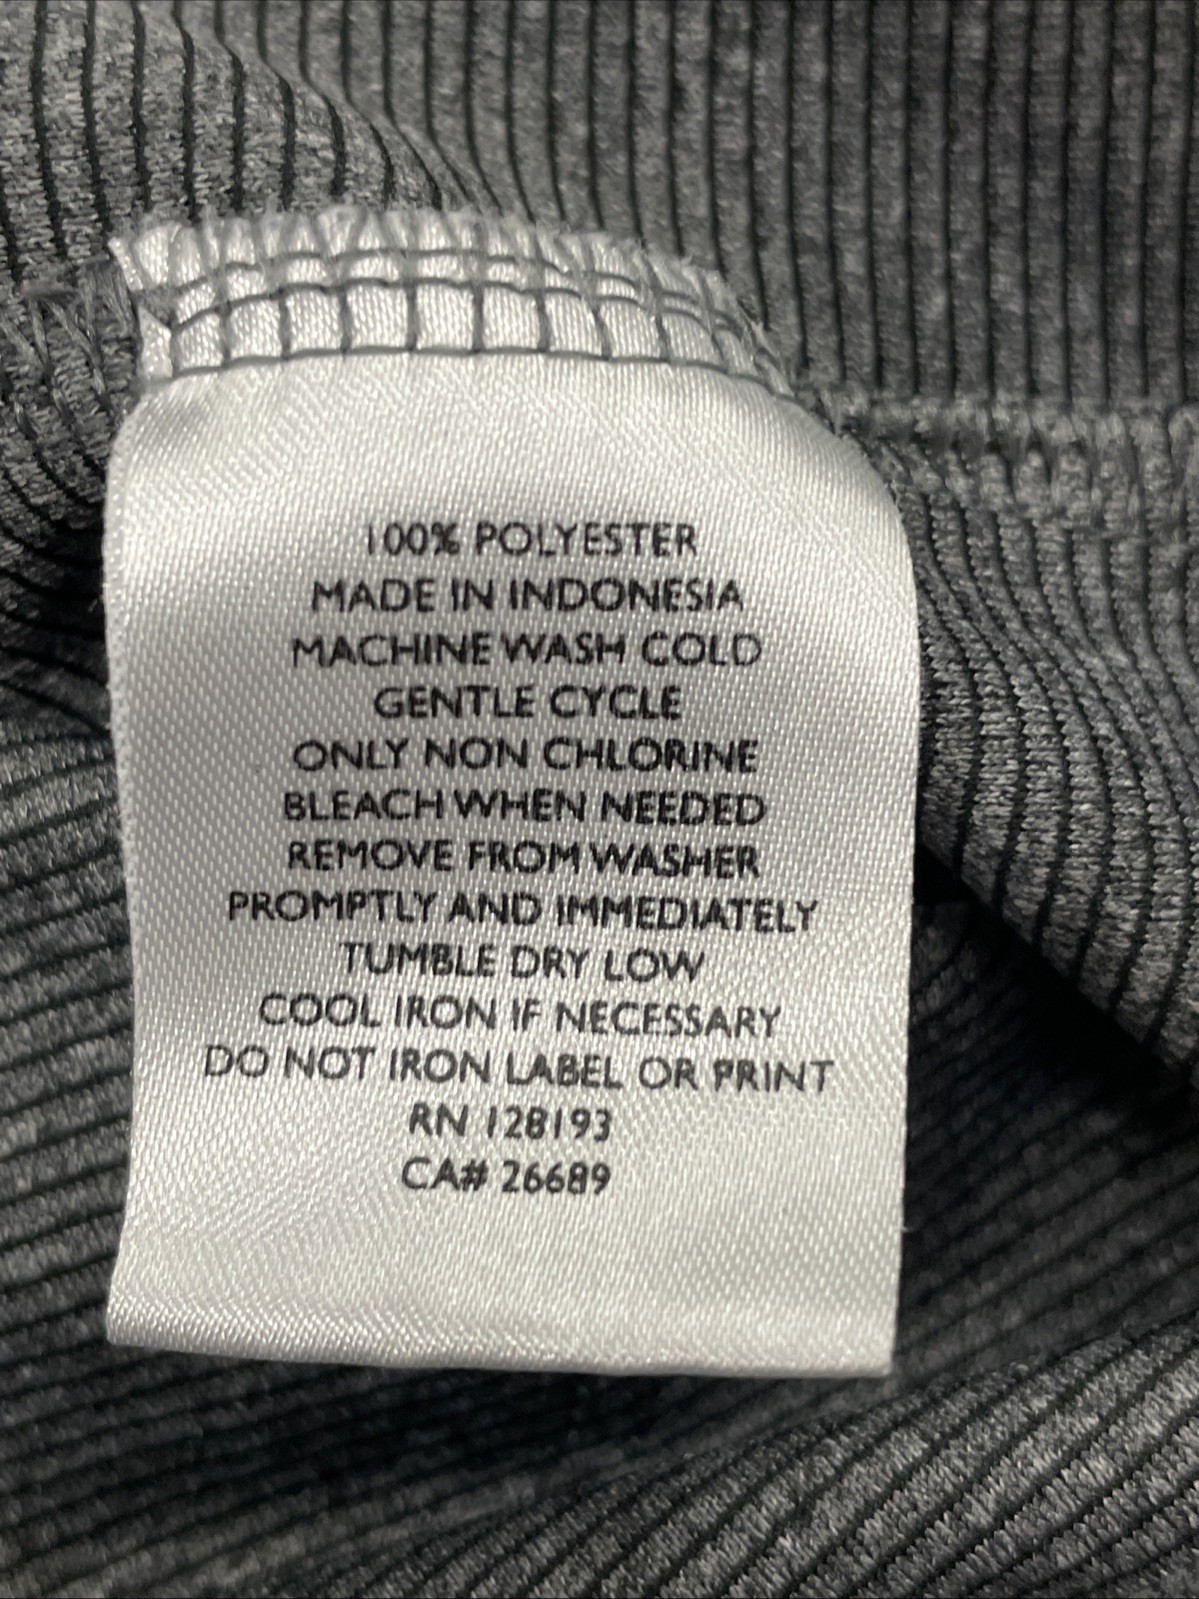 100% POLYESTER
MADE IN INDONESIA
MACHINE WASH COLD
GENTLE CYCLE
ONLY NON CHLORINE
BLEACH WHEN NEEDED
REMOVE FROM WASHER
PROMPTLY AND IMMEDIATELY
TUMBLE DRY LOW
COOL IRON IF NECESSARY
DO NOT IRON LABEL OR PRINT
RN 128193
CA# 26689